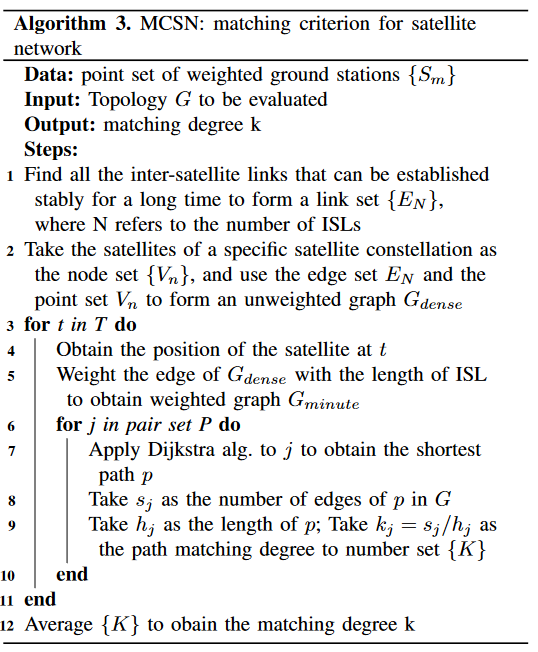 Algorithm 3. MCSN: matching criterion for satellite
network
Data: point set of weighted ground stations {S_m}
Input: Topology G to be evaluated
Output: matching degree k
Steps:
1 Find all the inter-satellite links that can be established
stably for a long time to form a link set {E_N},
where N refers to the number of ISLs
2 Take the satellites of a specific satellite constellation as
the node set {V_n}, and use the edge set E_N and the
point set V_n to form an unweighted graph G_dense
3 for t in T do
4 Obtain the position of the satellite at t
5 Weight the edge of G_dense with the length of ISL
to obtain weighted graph G_minute
6 for j in pair set P do
7 Apply Dijkstra alg. to j to obtain the shortest
path p
8 Take s_j as the number of edges of p in G
9 Take h_j as the length of p; Take k_j = s_j/h_j as
the path matching degree to number set {K}
10 end
11 end
12 Average {K} to obain the matching degree k